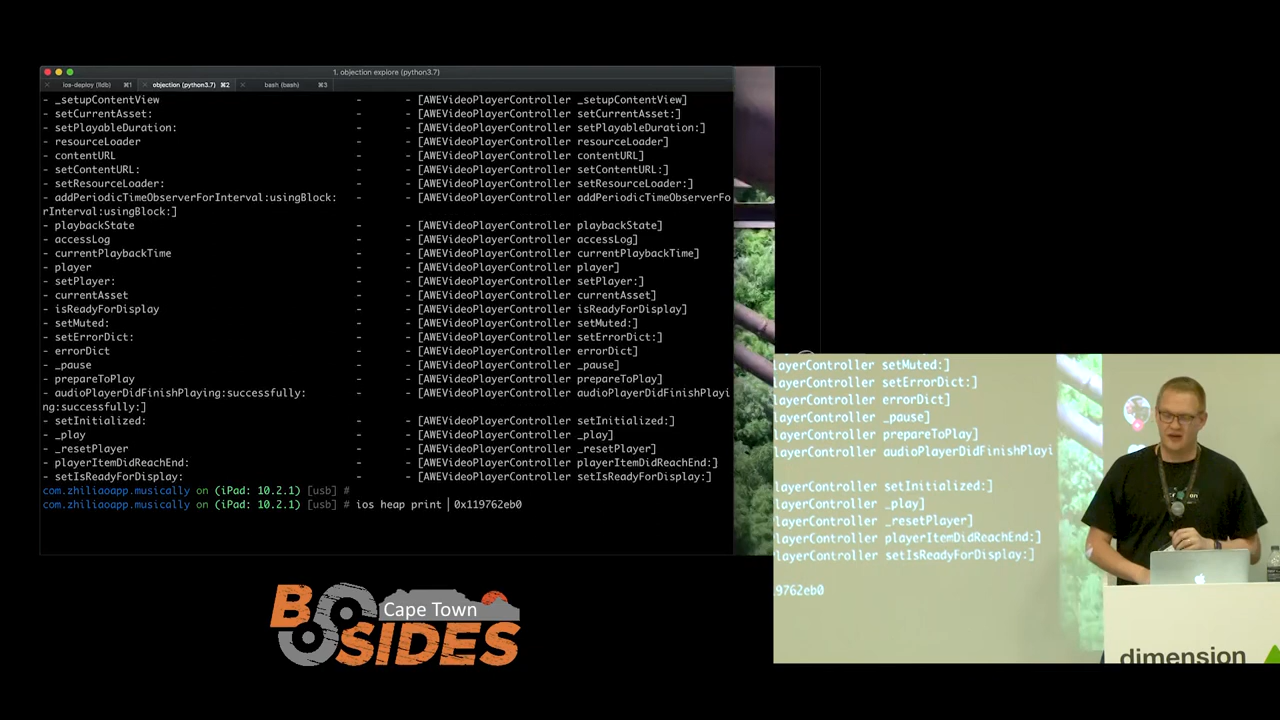 1. objection explore (python3.7)
ios-deploy (lldb) ⌘1 objection (python3.7) ⌘2 bash (bash) ⌘3
- _setupContentView - - [AWEVideoPlayerController _setupContentView]
- setCurrentAsset: - - [AWEVideoPlayerController setCurrentAsset:]
- setPlayableDuration: - - [AWEVideoPlayerController setPlayableDuration:]
- resourceLoader - - [AWEVideoPlayerController resourceLoader]
- contentURL - - [AWEVideoPlayerController contentURL]
- setContentURL: - - [AWEVideoPlayerController setContentURL:]
- setResourceLoader: - - [AWEVideoPlayerController setResourceLoader:]
- addPeriodicTimeObserverForInterval:usingBlock: - - [AWEVideoPlayerController addPeriodicTimeObserverFo
rInterval:usingBlock:]
- playbackState - - [AWEVideoPlayerController playbackState]
- accessLog - - [AWEVideoPlayerController accessLog]
- currentPlaybackTime - - [AWEVideoPlayerController currentPlaybackTime]
- player - - [AWEVideoPlayerController player]
- setPlayer: - - [AWEVideoPlayerController setPlayer:]
- currentAsset - - [AWEVideoPlayerController currentAsset]
- isReadyForDisplay - - [AWEVideoPlayerController isReadyForDisplay]
- setMuted: - - [AWEVideoPlayerController setMuted:]
- setErrorDict: - - [AWEVideoPlayerController setErrorDict:]
- errorDict - - [AWEVideoPlayerController errorDict]
- _pause - - [AWEVideoPlayerController _pause]
- prepareToPlay - - [AWEVideoPlayerController prepareToPlay]
- audioPlayerDidFinishPlaying:successfully: - - [AWEVideoPlayerController audioPlayerDidFinishPlayi
ng:successfully:]
- setInitialized: - - [AWEVideoPlayerController setInitialized:]
- _play - - [AWEVideoPlayerController _play]
- _resetPlayer - - [AWEVideoPlayerController _resetPlayer]
- playerItemDidReachEnd: - - [AWEVideoPlayerController playerItemDidReachEnd:]
- setIsReadyForDisplay: - - [AWEVideoPlayerController setIsReadyForDisplay:]
com.zhiliaoapp.musically on (iPad: 10.2.1) [usb] #
com.zhiliaoapp.musically on (iPad: 10.2.1) [usb] # ios heap print 0x119762eb0
layerController setMuted:]
layerController setErrorDict:]
layerController errorDict]
layerController _pause]
layerController prepareToPlay]
layerController audioPlayerDidFinishPlayi
layerController setInitialized:]
layerController _play]
layerController _resetPlayer]
layerController playerItemDidReachEnd:]
layerController setIsReadyForDisplay:]
19762eb0
dimension
BSIDES
Cape Town